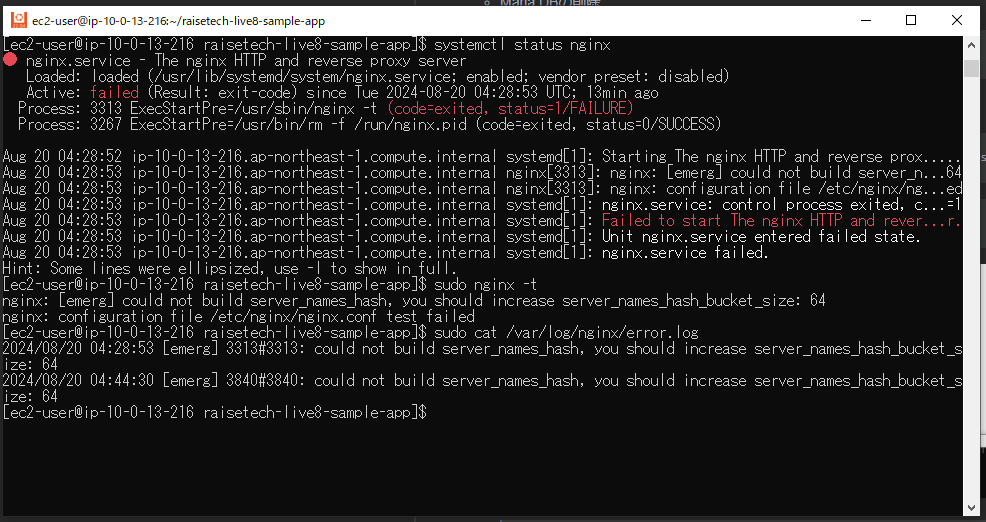 Maria DBの削除
ec2-user@ip-10-0-13-216:~/raisetech-live8-sample-app
[ec2-user@ip-10-0-13-216 raisetech-live8-sample-app]$ systemctl status nginx
● nginx.service - The nginx HTTP and reverse proxy server
Loaded: loaded (/usr/lib/systemd/system/nginx.service; enabled; vendor preset: disabled)
Active: failed (Result: exit-code) since Tue 2024-08-20 04:28:53 UTC; 13min ago
Process: 3313 ExecStartPre=/usr/sbin/nginx -t (code=exited, status=1/FAILURE)
Process: 3267 ExecStartPre=/usr/bin/rm -f /run/nginx.pid (code=exited, status=0/SUCCESS)
Aug 20 04:28:52 ip-10-0-13-216.ap-northeast-1.compute.internal systemd[1]: Starting The nginx HTTP and reverse prox.....
Aug 20 04:28:53 ip-10-0-13-216.ap-northeast-1.compute.internal nginx[3313]: nginx: [emerg] could not build server_n...64
Aug 20 04:28:53 ip-10-0-13-216.ap-northeast-1.compute.internal nginx[3313]: nginx: configuration file /etc/nginx/ng...ed
Aug 20 04:28:53 ip-10-0-13-216.ap-northeast-1.compute.internal systemd[1]: nginx.service: control process exited, c...=1
Aug 20 04:28:53 ip-10-0-13-216.ap-northeast-1.compute.internal systemd[1]: Failed to start The nginx HTTP and rever...r.
Aug 20 04:28:53 ip-10-0-13-216.ap-northeast-1.compute.internal systemd[1]: Unit nginx.service entered failed state.
Aug 20 04:28:53 ip-10-0-13-216.ap-northeast-1.compute.internal systemd[1]: nginx.service failed.
Hint: Some lines were ellipsized, use -l to show in full.
[ec2-user@ip-10-0-13-216 raisetech-live8-sample-app]$ sudo nginx -t
nginx: [emerg] could not build server_names_hash, you should increase server_names_hash_bucket_size: 64
nginx: configuration file /etc/nginx/nginx.conf test failed
[ec2-user@ip-10-0-13-216 raisetech-live8-sample-app]$ sudo cat /var/log/nginx/error.log
2024/08/20 04:28:53 [emerg] 3313#3313: could not build server_names_hash, you should increase server_names_hash_bucket_s
ize: 64
2024/08/20 04:44:30 [emerg] 3840#3840: could not build server_names_hash, you should increase server_names_hash_bucket_s
ize: 64
[ec2-user@ip-10-0-13-216 raisetech-live8-sample-app]$